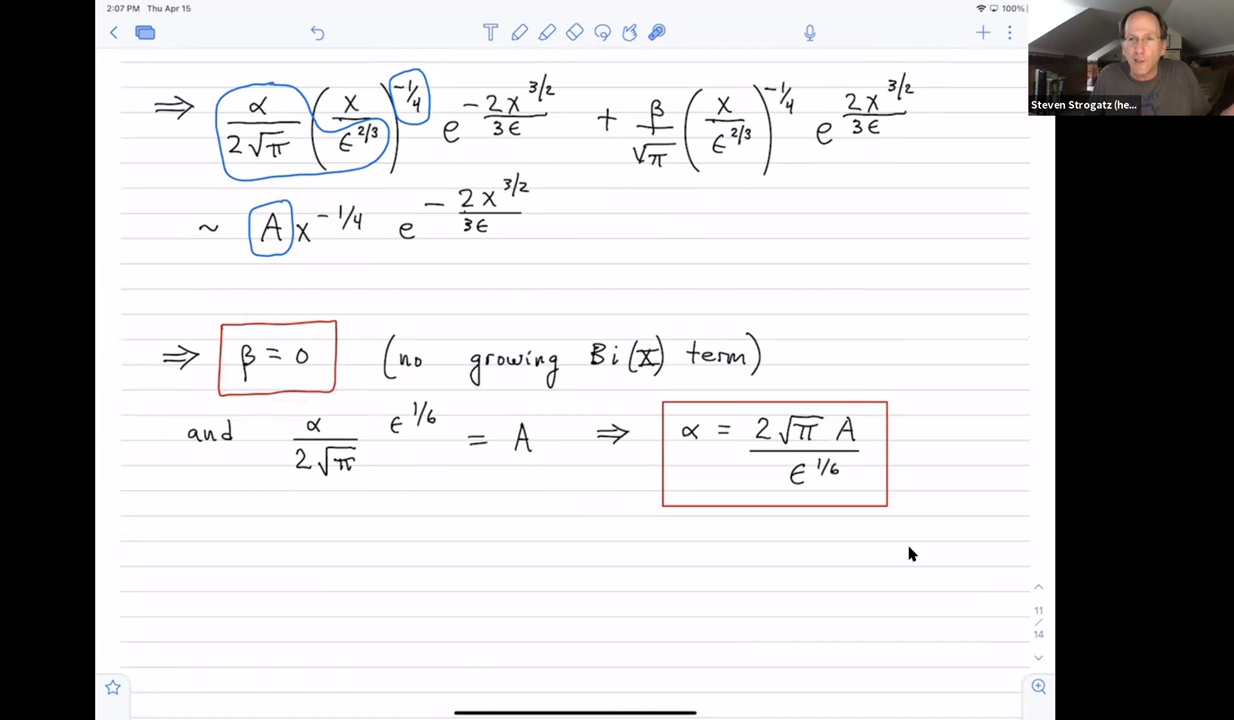 2:07 PM Thu Apr 15 100%
Steven Strogatz (he...
⇒ α/(2√π) (x/ϵ^{2/3})^{-1/4} e^{-2x^{3/2}/3ϵ} + β/√π (x/ϵ^{2/3})^{-1/4} e^{2x^{3/2}/3ϵ}
~ A x^{-1/4} e^{-2x^{3/2}/3ϵ}
⇒ β = 0 (no growing Bi(X) term)
and α/(2√π) ϵ^{1/6} = A ⇒ α = 2√π A/ϵ^{1/6}
11
/
14